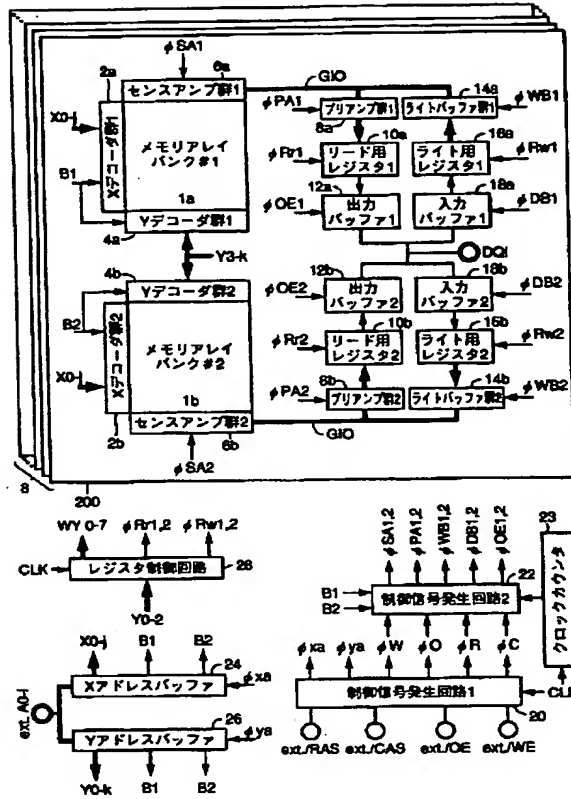 φSA1
2a
6a
センスアンプ群1
GIO
14a
φPA1
プリアンプ群1
ライトバッファ群1
φWB1
X0-j
Xデコーダ群1
8a
10a
16a
メモリアレイ
バンク#1
φRr1
リード用
レジスタ1
ライト用
レジスタ1
φRw1
B1
12a
18a
1a
φOE1
出力
バッファ1
入力
バッファ1
φDB1
Yデコーダ群1
4a
Y3-k
DQi
4b
12b
18b
Yデコーダ群2
φOE2
出力
バッファ2
入力
バッファ2
φDB2
B2
10b
16b
Xデコーダ群2
メモリアレイ
バンク#2
φRr2
リード用
レジスタ2
ライト用
レジスタ2
φRw2
X0-j
8b
14b
1b
φPA2
プリアンプ群2
ライトバッファ群2
φWB2
センスアンプ群2
2b
6b
GIO
φSA2
8
200
WY 0-7
φRr1,2
φRw1,2
CLK
レジスタ制御回路
28
Y0-2
φSA1,2
φPA1,2
φWB1,2
φDB1,2
φOE1,2
23
22
B1
B2
制御信号発生回路2
クロックカウンタ
X0-j
B1
B2
24
Xアドレスバッファ
φxa
ext.A0-i
26
Yアドレスバッファ
φya
Y0-k
B1
B2
φxa
φya
φW
φO
φR
φC
制御信号発生回路1
CLK
20
ext./RAS
ext./CAS
ext./OE
ext./WE